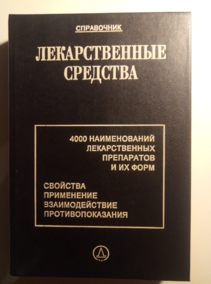 СПРАВОЧНИК
ЛЕКАРСТВЕННЫЕ
СРЕДСТВА
4000 НАИМЕНОВАНИЙ
ЛЕКАРСТВЕННЫХ
ПРЕПАРАТОВ
И ИХ ФОРМ
СВОЙСТВА
ПРИМЕНЕНИЕ
ВЗАИМОДЕЙСТВИЕ
ПРОТИВОПОКАЗАНИЯ